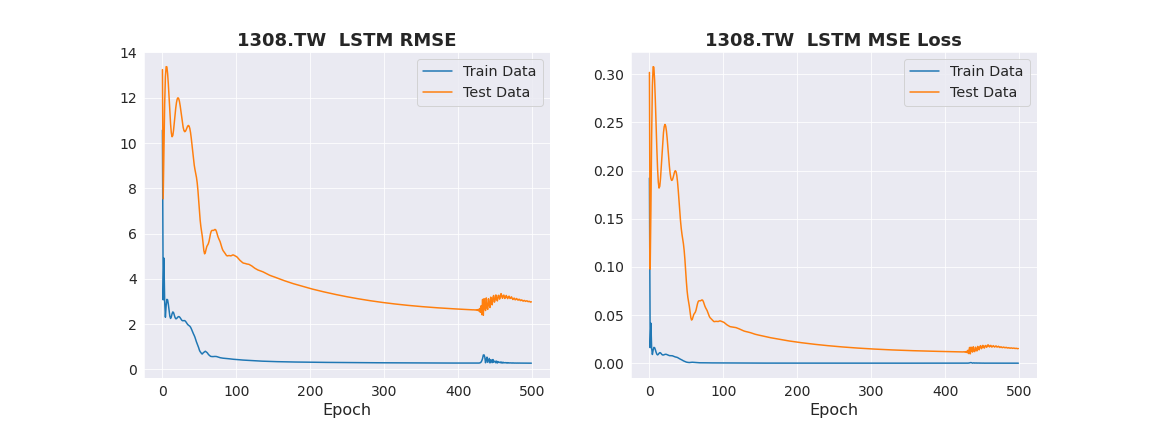 1308.TW  LSTM RMSE
14
12
10
8
6
4
2
0
0 100 200 300 400 500
Epoch
Train Data
Test Data
1308.TW  LSTM MSE Loss
0.30
0.25
0.20
0.15
0.10
0.05
0.00
0 100 200 300 400 500
Epoch
Train Data
Test Data